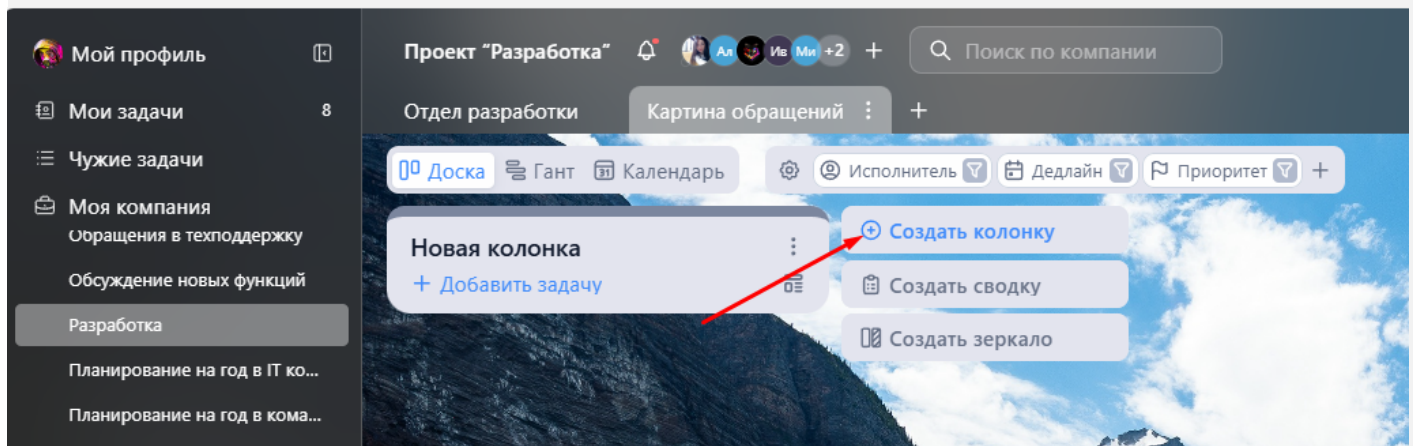 Мой профиль
Мои задачи 8
Чужие задачи
Моя компания
Обращения в техподдержку
Обсуждение новых функций
Разработка
Планирование на год в IT ко...
Планирование на год в кома...
Проект "Разработка" Ал Ив Ми +2 + Поиск по компании
Отдел разработки Картина обращений +
Доска Гант 31 Календарь Исполнитель Дедлайн Приоритет +
Новая колонка
+ Добавить задачу
Создать колонку
Создать сводку
Создать зеркало